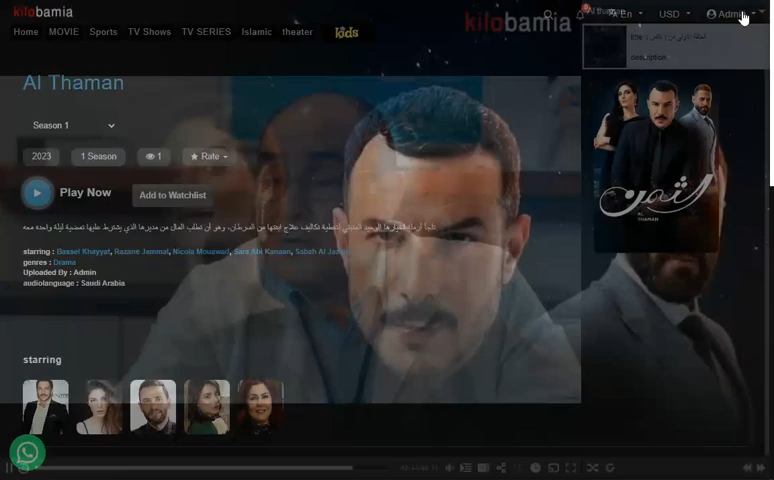 kilobamia
kilobamia
En
USD
Admin
Home MOVIE Sports TV Shows TV SERIES Islamic theater kids
title
description
Al Thaman
Season 1
2023 1 Season 1 Rate
Play Now Add to Watchlist
الثمن
AL
THAMAN
starring : Bassel Khayyat, Razane Jammal, Nicola Mouawad, Sara Abi Kanaan, Sabah Al
genres : Drama
Uploaded By : Admin
audiolanguage : Saudi Arabia
starring